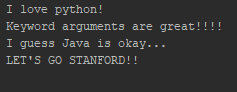 I love python!
Keyword arguments are great!!!!
I guess Java is okay...
LET'S GO STANFORD!!